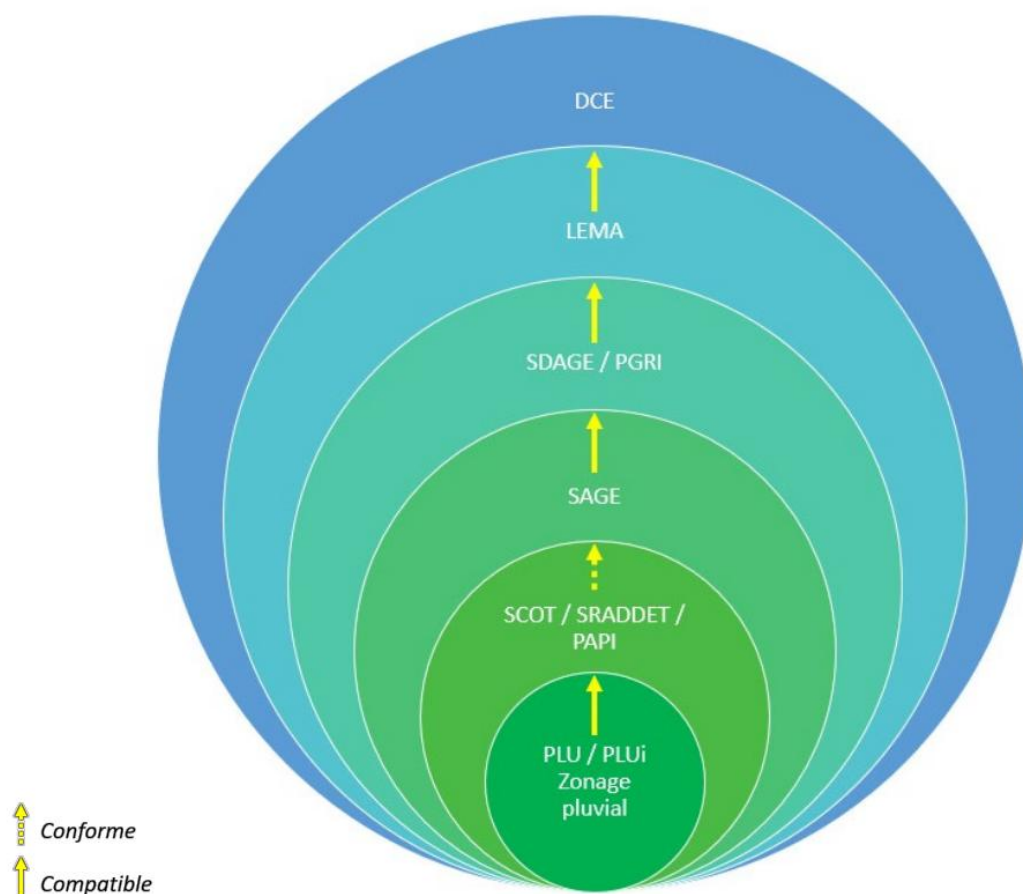 DCE
LEMA
SDAGE / PGRI
SAGE
SCOT / SRADDET /
PAPI
PLU / PLUi
Zonage
pluvial
Conforme
Compatible